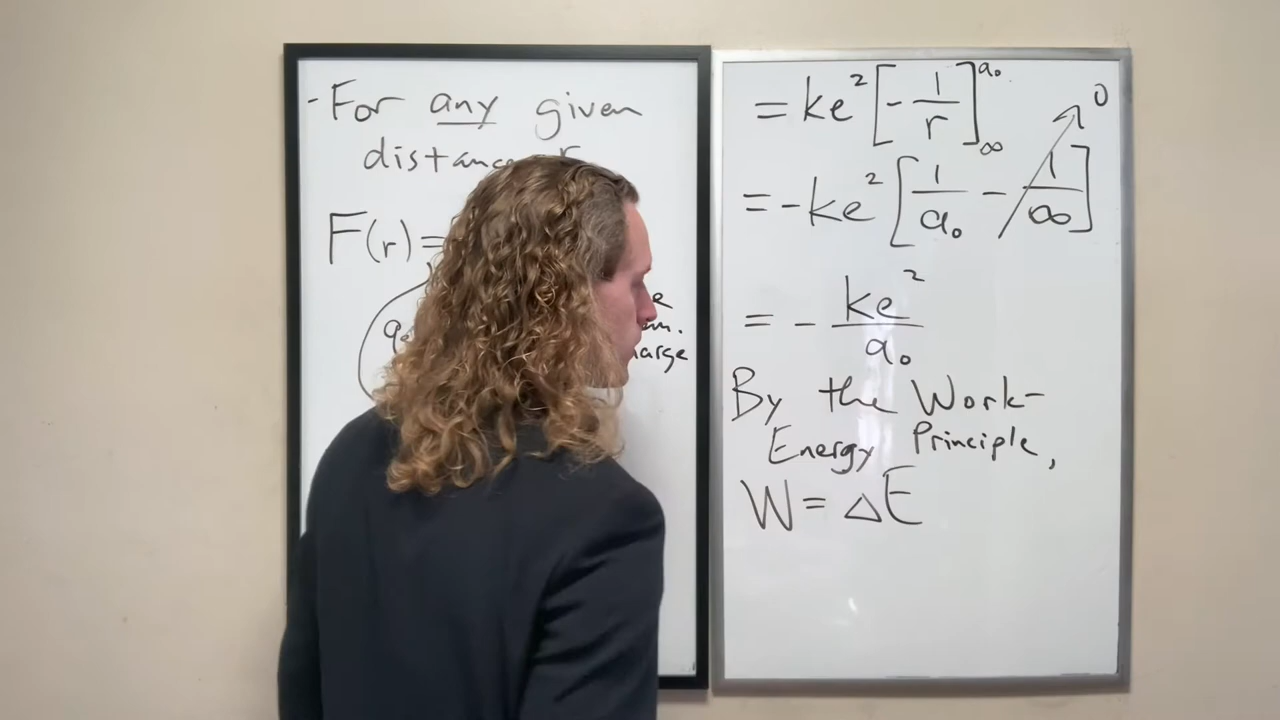 - For any given
distance r
F(r) =
a₀
harge
= ke² [- 1/r]^a₀_∞
= - ke² [1/a₀ - 1/∞] 0
= - ke²/a₀
By the Work-
Energy Principle,
W = ΔE